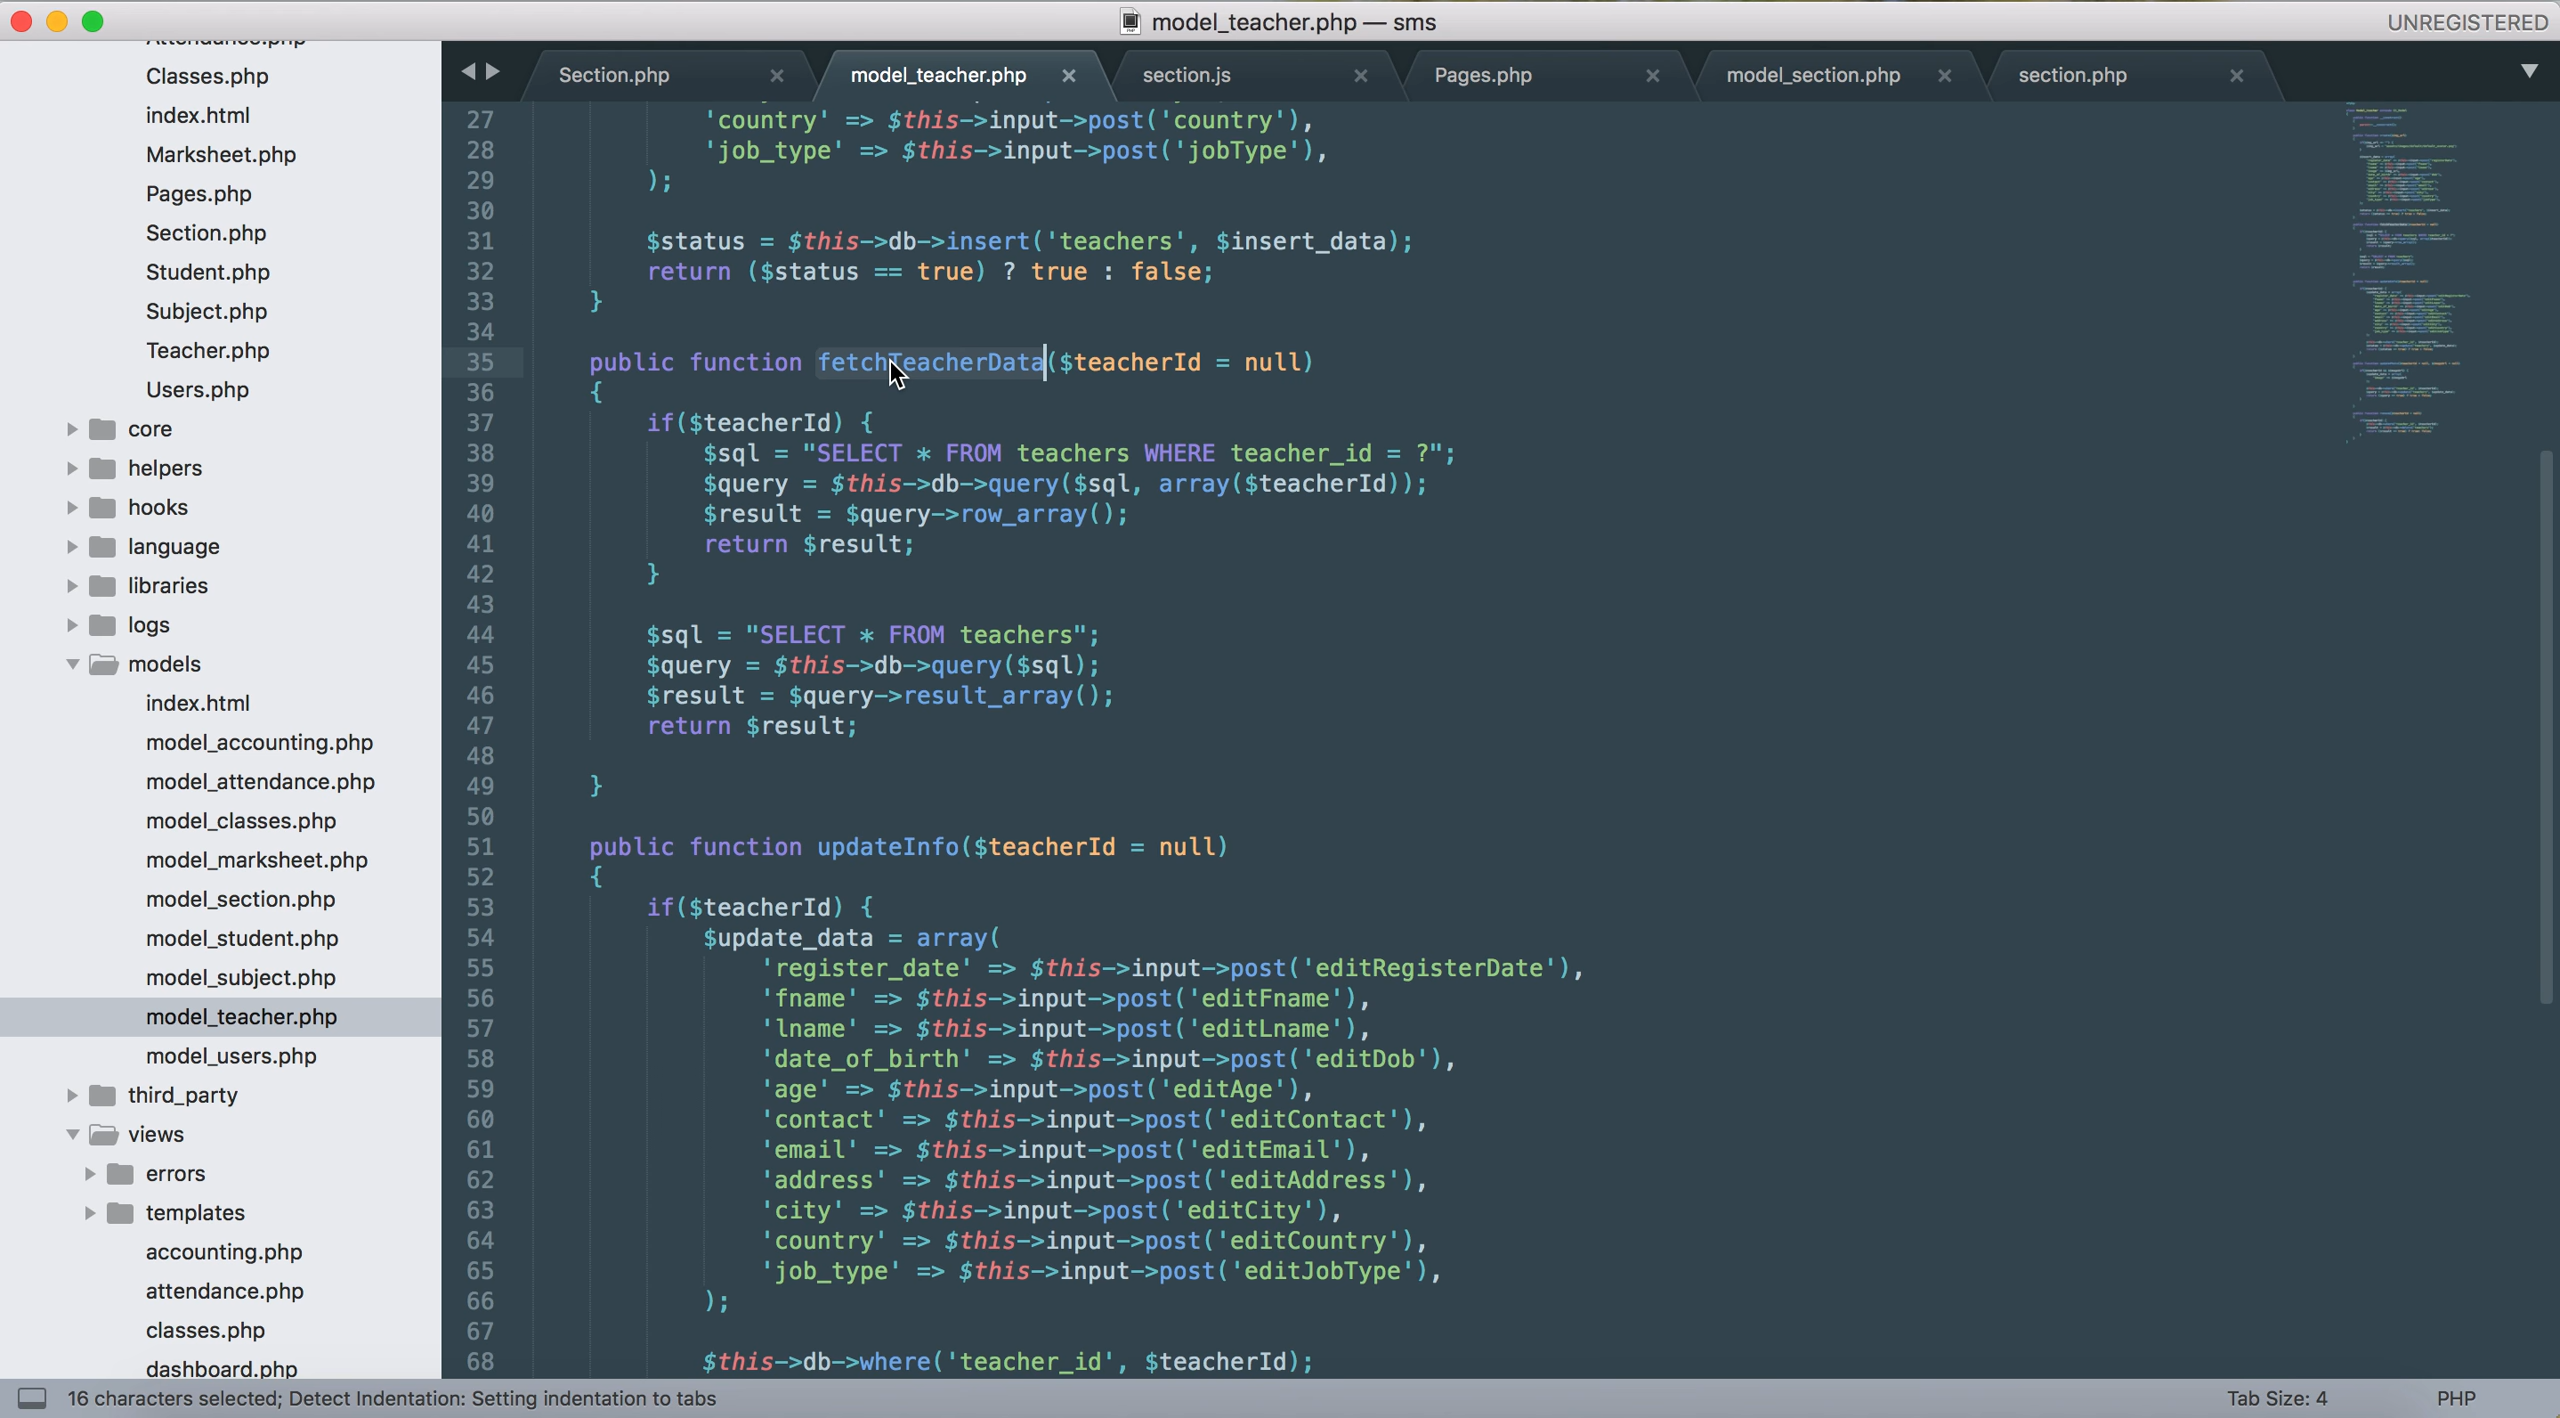 model_teacher.php — sms
UNREGISTERED
Classes.php
index.html
Marksheet.php
Pages.php
Section.php
Student.php
Subject.php
Teacher.php
Users.php
core
helpers
hooks
language
libraries
logs
models
index.html
model_accounting.php
model_attendance.php
model_classes.php
model_marksheet.php
model_section.php
model_student.php
model_subject.php
model_teacher.php
model_users.php
third_party
views
errors
templates
accounting.php
attendance.php
classes.php
dashboard.php
Section.php × model_teacher.php × section.js × Pages.php × model_section.php × section.php ×
27 'country' => $this->input->post('country'),
28 'job_type' => $this->input->post('jobType'),
29 );
30
31 $status = $this->db->insert('teachers', $insert_data);
32 return ($status == true) ? true : false;
33 }
34
35 public function fetchTeacherData($teacherId = null)
36 {
37 if($teacherId) {
38 $sql = "SELECT * FROM teachers WHERE teacher_id = ?";
39 $query = $this->db->query($sql, array($teacherId));
40 $result = $query->row_array();
41 return $result;
42 }
43
44 $sql = "SELECT * FROM teachers";
45 $query = $this->db->query($sql);
46 $result = $query->result_array();
47 return $result;
48
49 }
50
51 public function updateInfo($teacherId = null)
52 {
53 if($teacherId) {
54 $update_data = array(
55 'register_date' => $this->input->post('editRegisterDate'),
56 'fname' => $this->input->post('editFname'),
57 'lname' => $this->input->post('editLname'),
58 'date_of_birth' => $this->input->post('editDob'),
59 'age' => $this->input->post('editAge'),
60 'contact' => $this->input->post('editContact'),
61 'email' => $this->input->post('editEmail'),
62 'address' => $this->input->post('editAddress'),
63 'city' => $this->input->post('editCity'),
64 'country' => $this->input->post('editCountry'),
65 'job_type' => $this->input->post('editJobType'),
66 );
67
68 $this->db->where('teacher_id', $teacherId);
16 characters selected; Detect Indentation: Setting indentation to tabs
Tab Size: 4
PHP